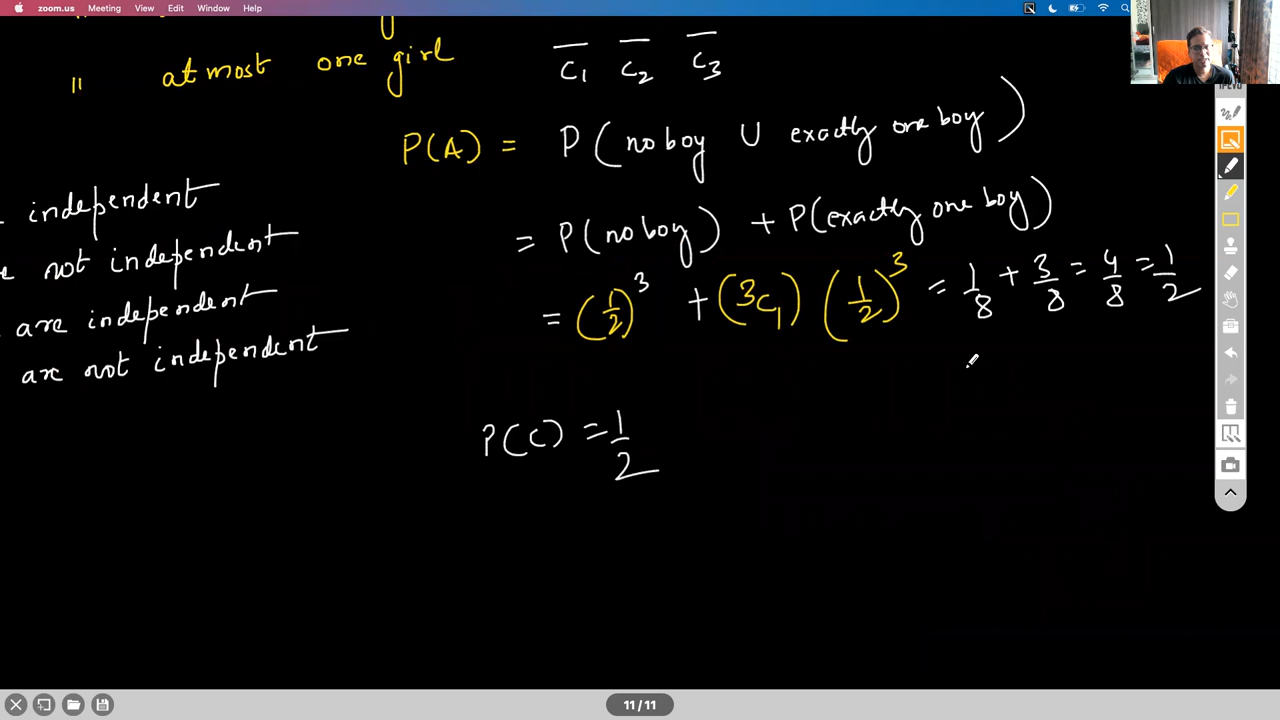 zoom.us Meeting View Edit Window Help
" atmost one girl
C1 C2 C3
P(A) = P(no boy ∪ exactly one boy)
= P(no boy) + P(exactly one boy)
= (1/2)^3 + (3C1) (1/2)^3 = 1/8 + 3/8 = 4/8 = 1/2
independent
not independent
are independent
are not independent
P(C) = 1/2
11 / 11